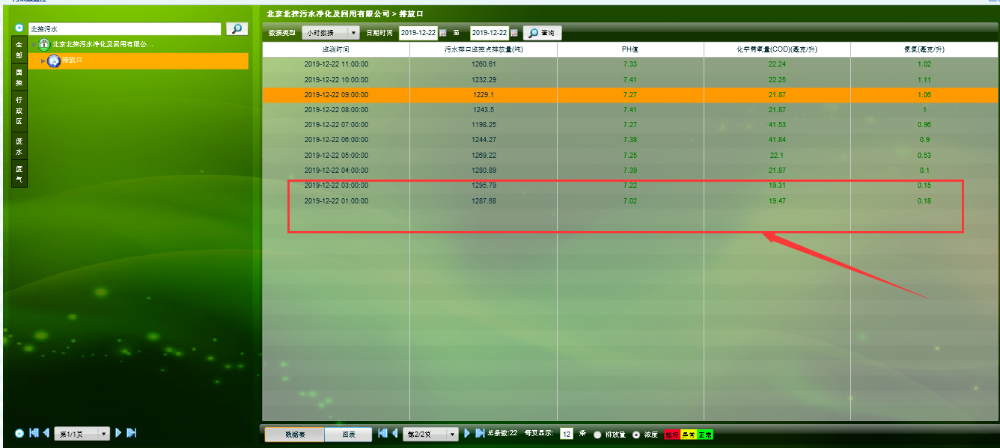 北京北控污水净化及回用有限公司 > 排放口
北控污水
全部
国控
行政区
废水
废气
北京北控污水净化及回用有限公...
排放口
数据类型 小时数据 日期时间 2019-12-22 至 2019-12-22 查询
监测时间 污水排口监控点排放量(吨) PH值 化学需氧量(COD)(毫克/升) 氨氮(毫克/升)
2019-12-22 11:00:00 1260.61 7.33 22.24 1.02
2019-12-22 10:00:00 1232.29 7.41 22.25 1.11
2019-12-22 09:00:00 1229.1 7.27 21.87 1.06
2019-12-22 08:00:00 1243.5 7.41 21.87 1
2019-12-22 07:00:00 1198.25 7.27 41.53 0.96
2019-12-22 06:00:00 1244.27 7.38 41.84 0.9
2019-12-22 05:00:00 1269.22 7.25 22.1 0.53
2019-12-22 04:00:00 1280.89 7.39 21.87 0.1
2019-12-22 03:00:00 1295.79 7.22 19.31 0.15
2019-12-22 01:00:00 1287.68 7.02 19.47 0.18
第1/1页
数据表 图表 第2/2页 总条数:22 每页显示: 12 条 排放量 浓度 超标 异常 正常